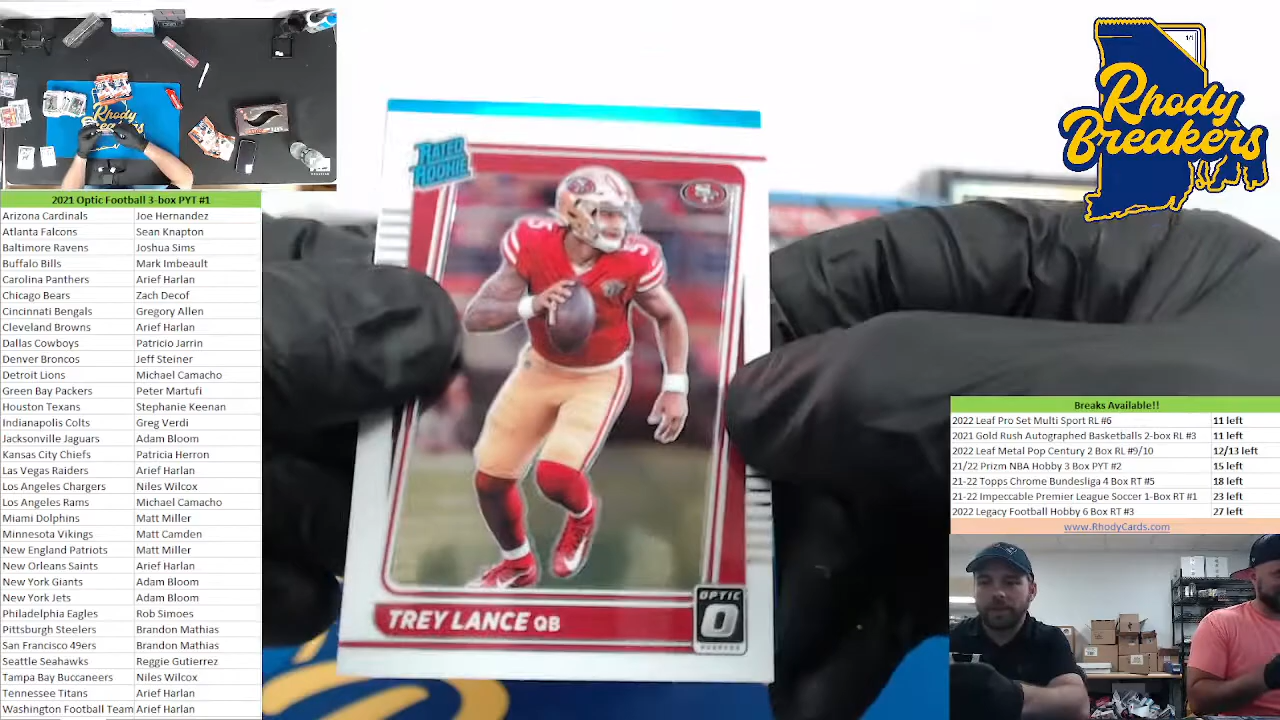 2021 Optic Football 3-box PYT #1
Arizona Cardinals Joe Hernandez
Atlanta Falcons Sean Knapton
Baltimore Ravens Joshua Sims
Buffalo Bills Mark Imbeault
Carolina Panthers Arief Harlan
Chicago Bears Zach Decof
Cincinnati Bengals Gregory Allen
Cleveland Browns Arief Harlan
Dallas Cowboys Patricio Jarrin
Denver Broncos Jeff Steiner
Detroit Lions Michael Camacho
Green Bay Packers Peter Martufi
Houston Texans Stephanie Keenan
Indianapolis Colts Greg Verdi
Jacksonville Jaguars Adam Bloom
Kansas City Chiefs Patricia Herron
Las Vegas Raiders Arief Harlan
Los Angeles Chargers Niles Wilcox
Los Angeles Rams Michael Camacho
Miami Dolphins Matt Miller
Minnesota Vikings Matt Camden
New England Patriots Matt Miller
New Orleans Saints Arief Harlan
New York Giants Adam Bloom
New York Jets Adam Bloom
Philadelphia Eagles Rob Simoes
Pittsburgh Steelers Brandon Mathias
San Francisco 49ers Brandon Mathias
Seattle Seahawks Reggie Gutierrez
Tampa Bay Buccaneers Niles Wilcox
Tennessee Titans Arief Harlan
Washington Football Team Arief Harlan
RATED
ROOKIE
SF
5
TREY LANCE QB
OPTIC
O
DONRUSS
1/1
Rhody
Breakers
Breaks Available!!
2022 Leaf Pro Set Multi Sport RL #6 11 left
2021 Gold Rush Autographed Basketballs 2-box RL #3 11 left
2022 Leaf Metal Pop Century 2 Box RL #9/10 12/13 left
21/22 Prizm NBA Hobby 3 Box PYT #2 15 left
21-22 Topps Chrome Bundesliga 4 Box RT #5 18 left
21-22 Impeccable Premier League Soccer 1-Box RT #1 23 left
2022 Legacy Football Hobby 6 Box RT #3 27 left
www.RhodyCards.com